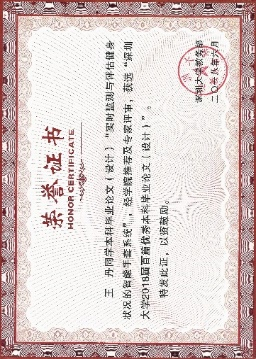 荣誉证书
HONOR CERTIFICATE
王丹同学本科毕业论文（设计）“实时监测与评估健身
状况的智能手套系统”，经学院推荐及专家评审，获选“深圳
大学2018届百篇优秀本科毕业论文（设计）”。
特发此证，以资鼓励。
深圳大学教务部
二〇一八年六月